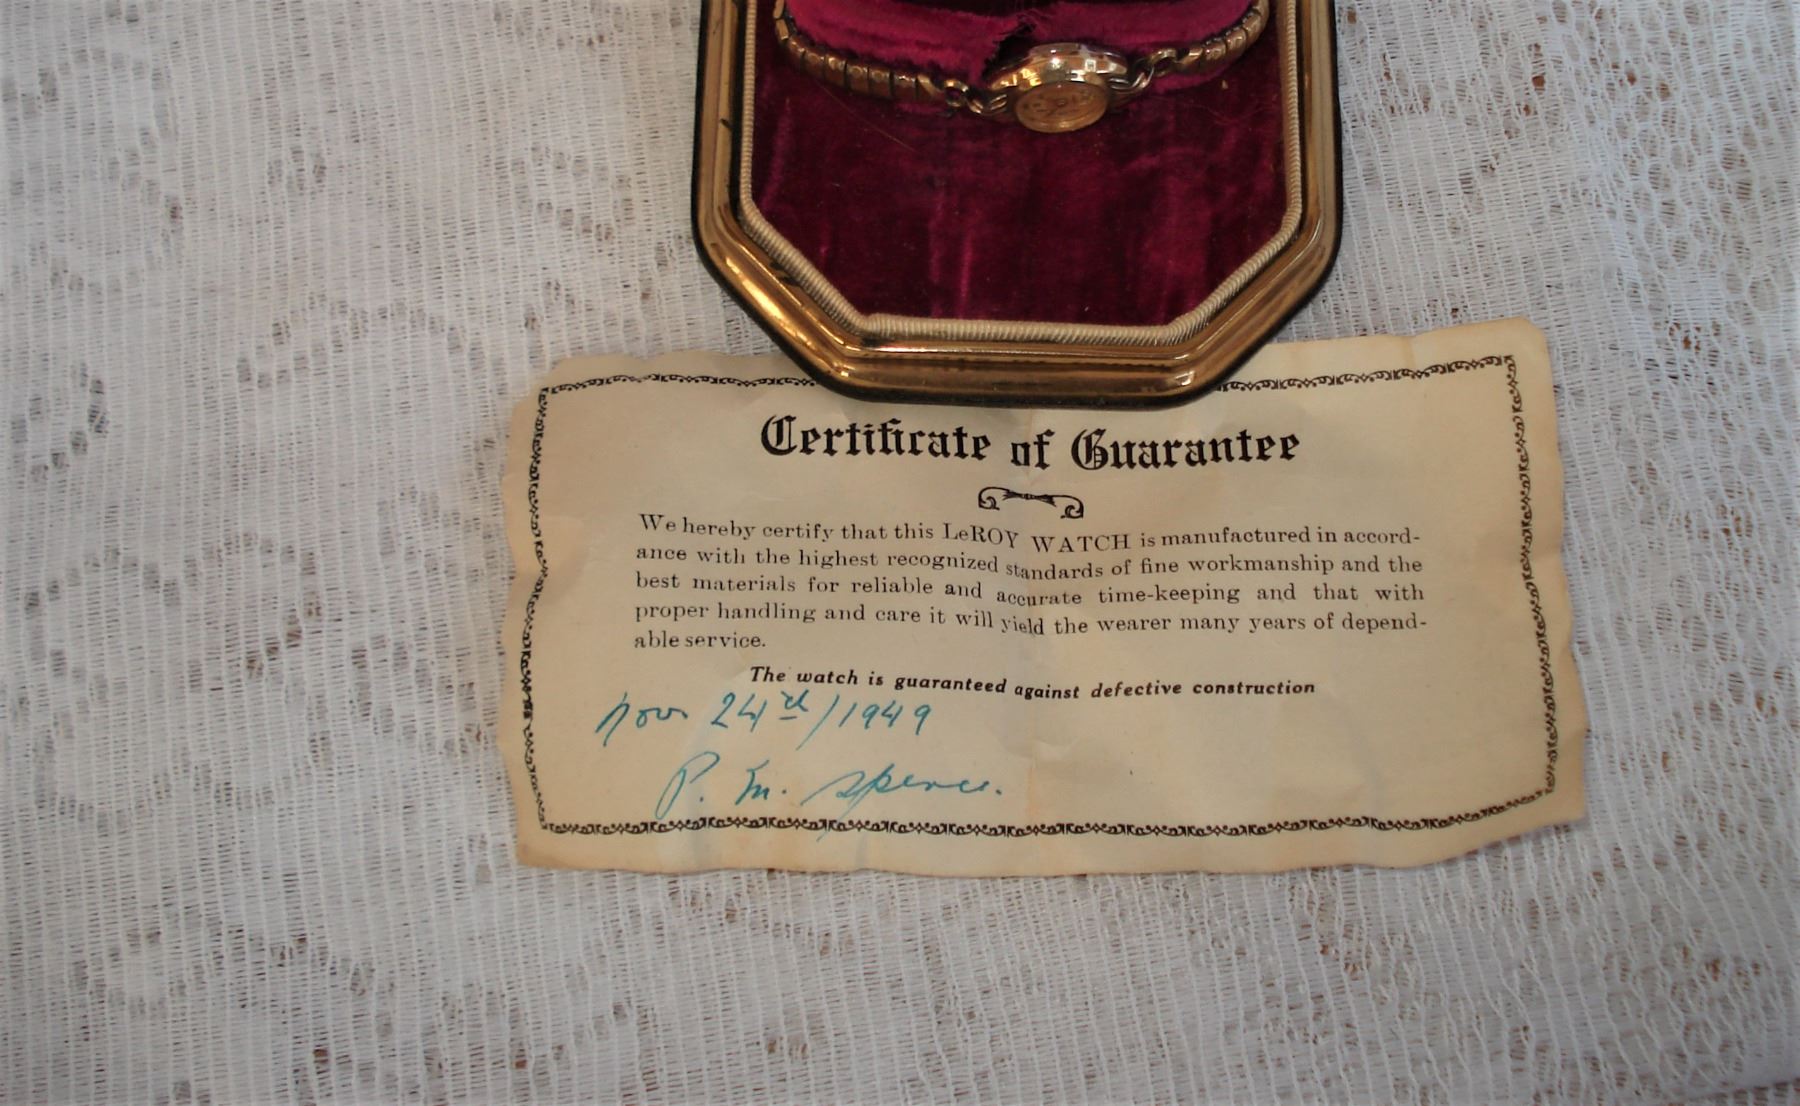 Certificate of Guarantee
We hereby certify that this LeROY WATCH is manufactured in accord-
ance with the highest recognized standards of fine workmanship and the
best materials for reliable and accurate time-keeping and that with
proper handling and care it will yield the wearer many years of depend-
able service.
The watch is guaranteed against defective construction
Nov. 24th/1949
P. M. Spence.